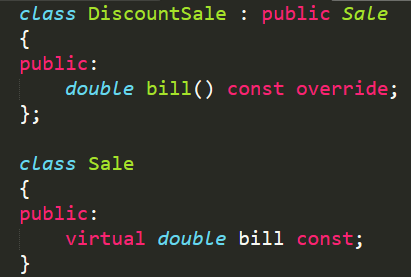 class DiscountSale : public Sale
{
public:
    double bill() const override;
};

class Sale
{
public:
    virtual double bill const;
}